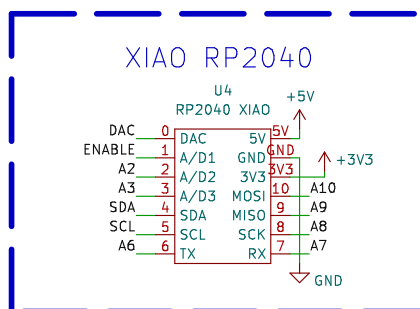 XIAO RP2040
U4
RP2040 XIAO
+5V
+3V3
DAC 0 DAC 5V 5V
ENABLE 1 A/D1 GND GND
A2 2 A/D2 3V3 3V3
A3 3 A/D3 MOSI 10 A10
SDA 4 SDA MISO 9 A9
SCL 5 SCL SCK 8 A8
A6 6 TX RX 7 A7
GND